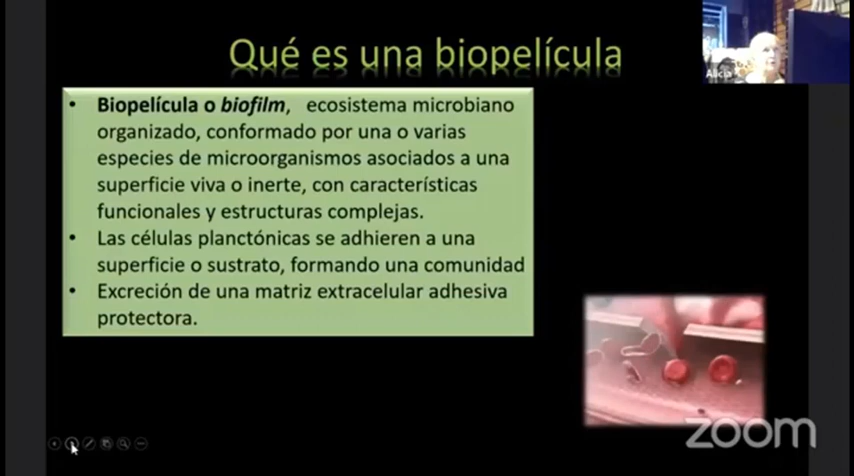 Qué es una biopelícula
Alicia
• Biopelícula o biofilm, ecosistema microbiano
organizado, conformado por una o varias
especies de microorganismos asociados a una
superficie viva o inerte, con características
funcionales y estructuras complejas.
• Las células planctónicas se adhieren a una
superficie o sustrato, formando una comunidad
• Excreción de una matriz extracelular adhesiva
protectora.
zoom